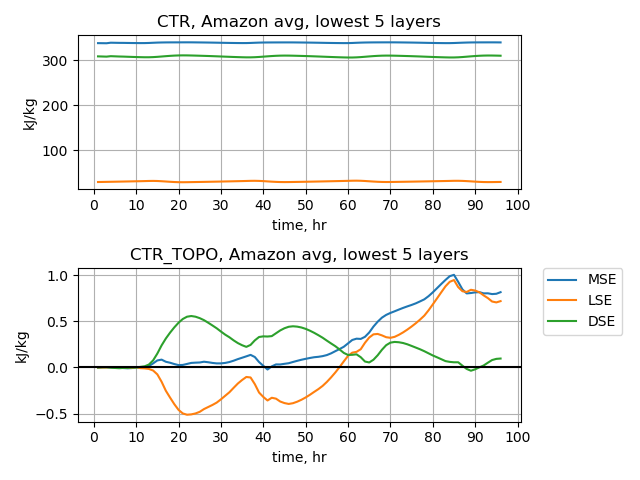 CTR, Amazon avg, lowest 5 layers
300
200
100
kJ/kg
0 10 20 30 40 50 60 70 80 90 100
time, hr
CTR_TOPO, Amazon avg, lowest 5 layers
1.0
0.5
0.0
−0.5
kJ/kg
0 10 20 30 40 50 60 70 80 90 100
time, hr
MSE
LSE
DSE